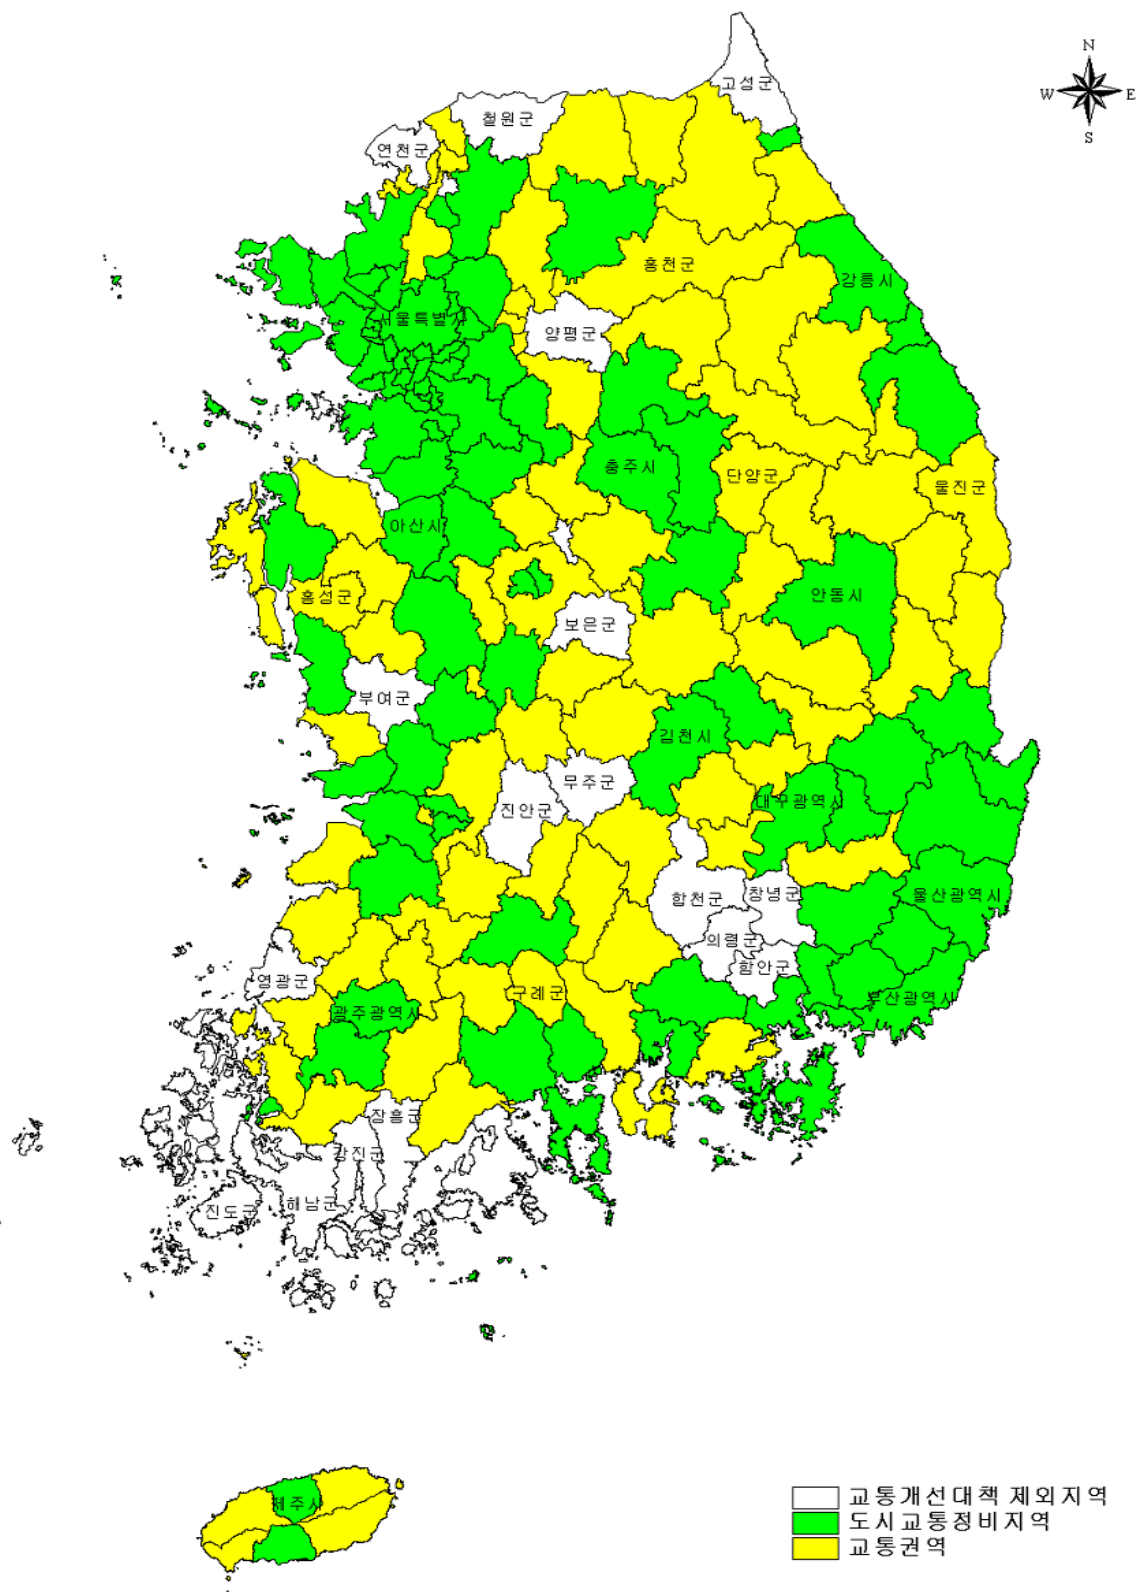 N
W E
S
고성군
철원군
연천군
홍천군
강릉시
서울특별시
양평군
충주시
단양군
울진군
아산시
안동시
홍성군
보은군
부여군
김천시
무주군
대구광역시
진안군
합천군
창녕군
울산광역시
의령군
함안군
영광군
구례군
부산광역시
광주광역시
장흥군
강진군
해남군
진도군
제주시
교통개선대책 제외지역
도시교통정비지역
교통권역